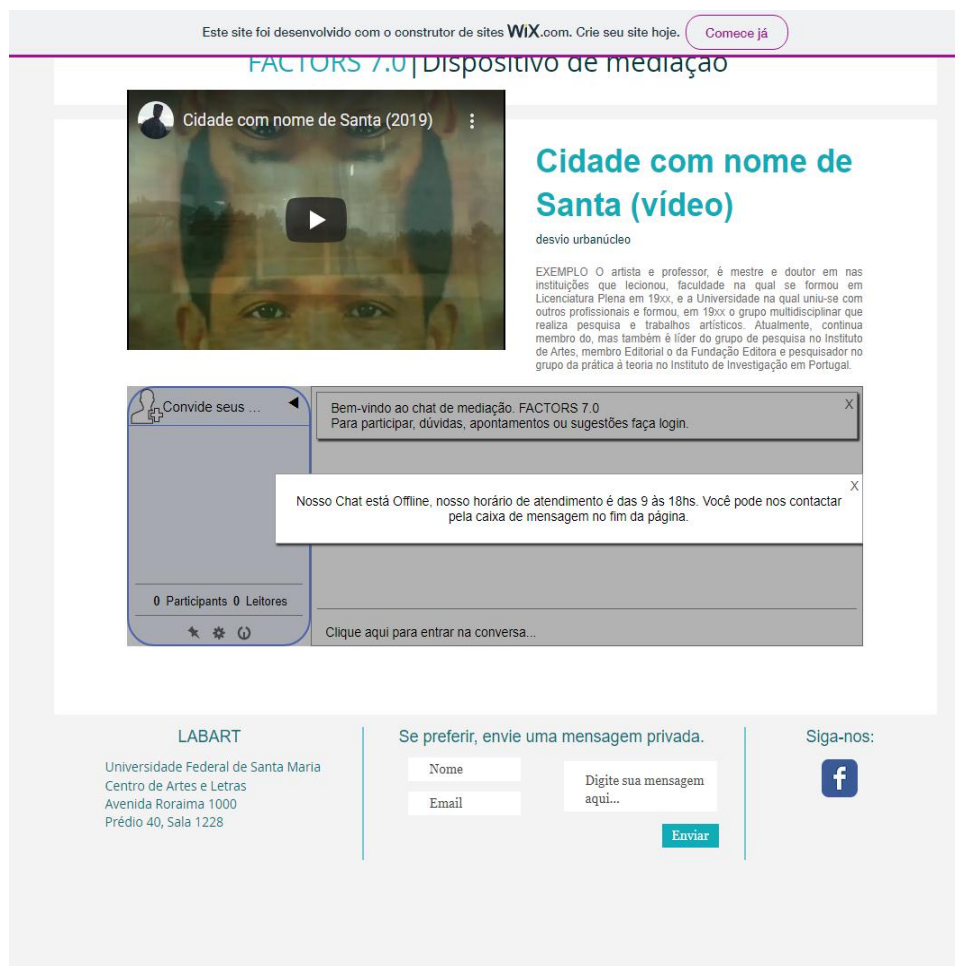 Este site foi desenvolvido com o construtor de sites WiX.com. Crie seu site hoje. Comece já
FACTORS 7.0|Dispositivo de mediação
Cidade com nome de Santa (2019)
Cidade com nome de
Santa (vídeo)
desvio urbanúcleo
EXEMPLO O artista e professor, é mestre e doutor em nas
instituições que lecionou, faculdade na qual se formou em
Licenciatura Plena em 19xx, e a Universidade na qual uniu-se com
outros profissionais e formou, em 19xx o grupo multidisciplinar que
realiza pesquisa e trabalhos artísticos. Atualmente, continua
membro do, mas também é líder do grupo de pesquisa no Instituto
de Artes, membro Editorial o da Fundação Editora e pesquisador no
grupo da prática à teoria no Instituto de Investigação em Portugal.
Convide seus ...
Bem-vindo ao chat de mediação. FACTORS 7.0 X
Para participar, dúvidas, apontamentos ou sugestões faça login.
X
Nosso Chat está Offline, nosso horário de atendimento é das 9 às 18hs. Você pode nos contactar
pela caixa de mensagem no fim da página.
0 Participants 0 Leitores
Clique aqui para entrar na conversa...
LABART
Universidade Federal de Santa Maria
Centro de Artes e Letras
Avenida Roraima 1000
Prédio 40, Sala 1228
Se preferir, envie uma mensagem privada.
Nome
Email
Digite sua mensagem
aqui...
Enviar
Siga-nos:
f